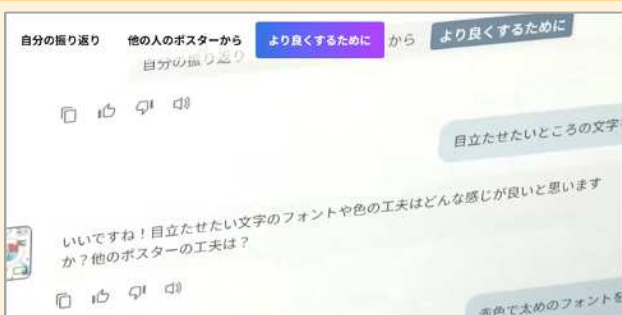 自分の振り返り 他の人のポスターから より良くするために から より良くするために
自分の振り返り
目立たせたいところの文字
いいですね！目立たせたい文字のフォントや色の工夫はどんな感じが良いと思います
か？他のポスターの工夫は？
赤色で太めのフォントを